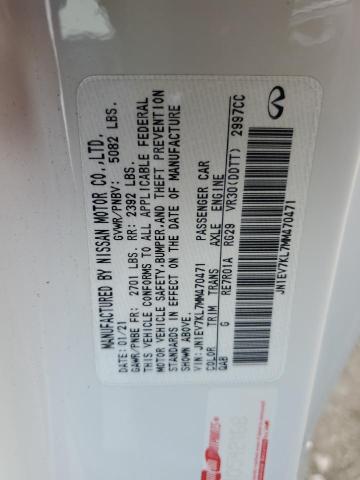 MANUFACTURED BY NISSAN MOTOR CO.,LTD.
DATE: 01/21 GVWR/PNBV: 5082 LBS.
GAWR/PNBE FR: 2701 LBS. RR: 2392 LBS.
THIS VEHICLE CONFORMS TO ALL APPLICABLE FEDERAL
MOTOR VEHICLE SAFETY,BUMPER,AND THEFT PREVENTION
STANDARDS IN EFFECT ON THE DATE OF MANUFACTURE
SHOWN ABOVE.
VIN:JN1EV7KL7MM470471 PASSENGER CAR
COLOR TRIM TRANS AXLE ENGINE
QAB G RE7R01A RG29 VR30(DDTT) 2997CC
JN1EV7KL7MM470471